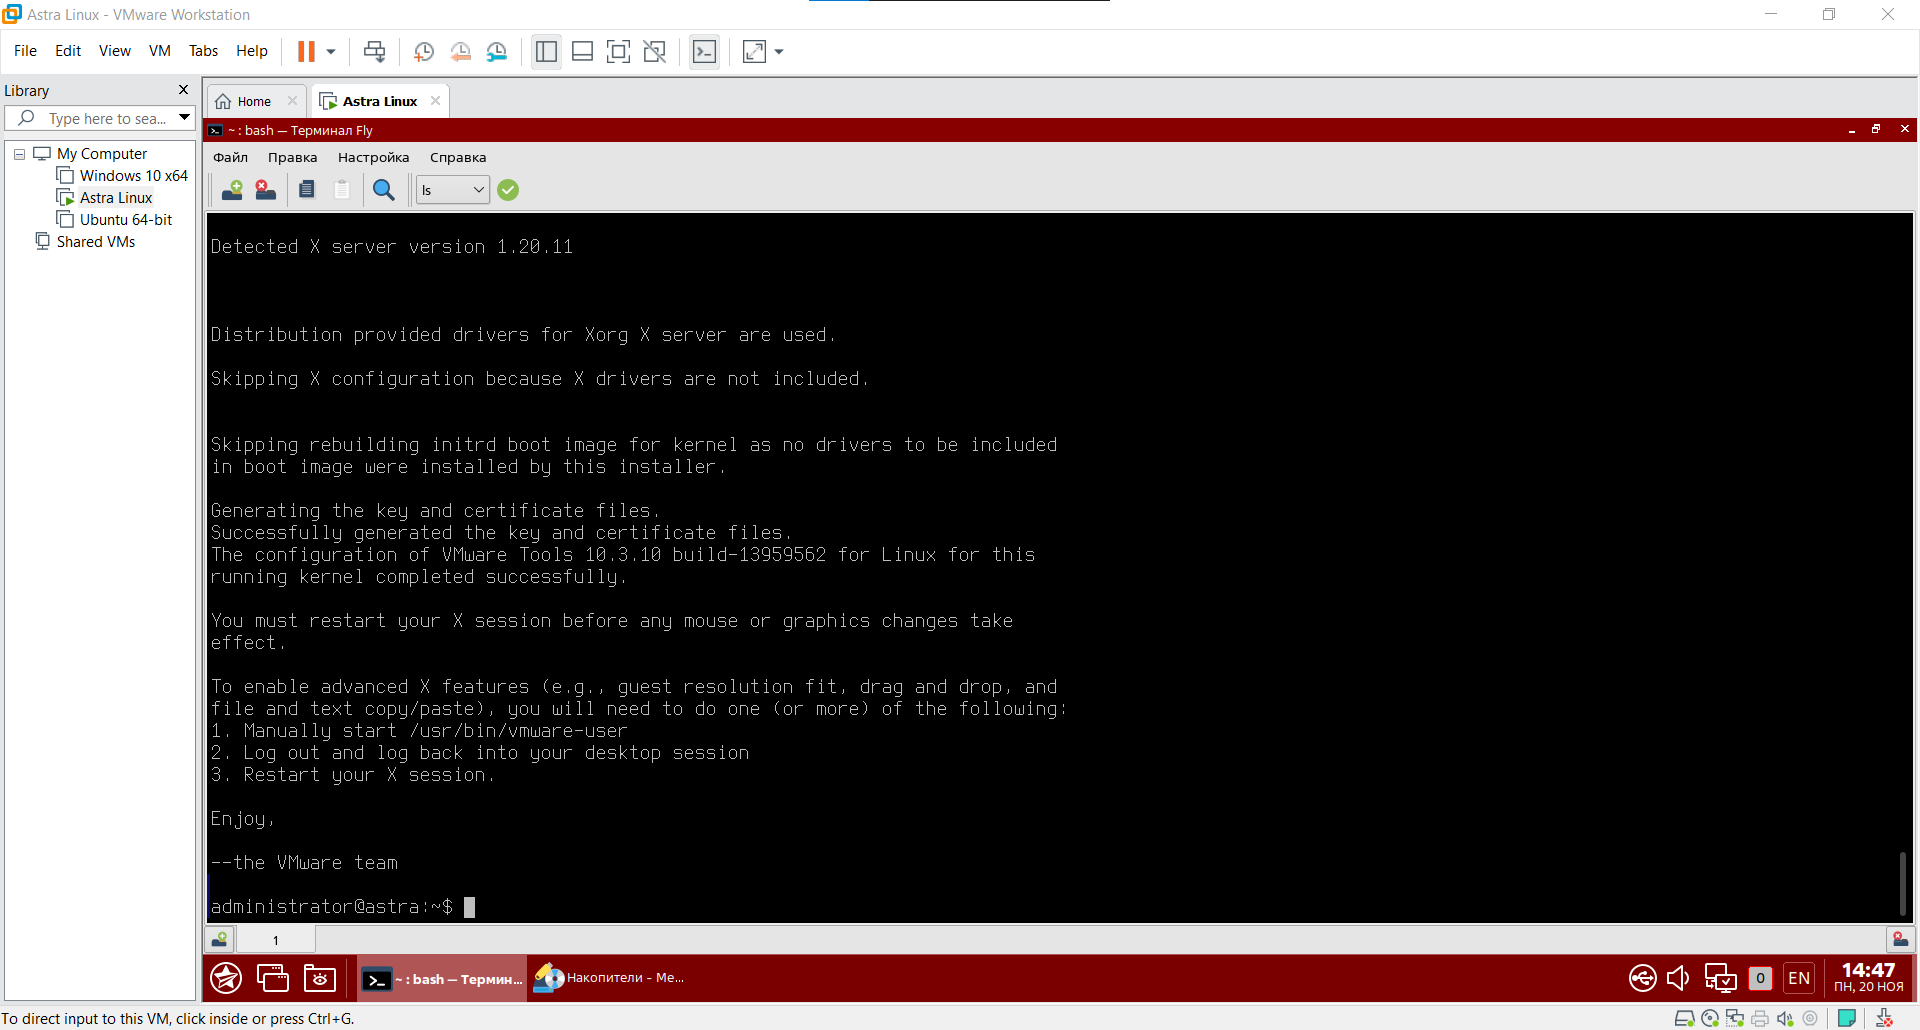 Astra Linux - VMware Workstation
File Edit View VM Tabs Help
Library
Type here to sea...
My Computer
Windows 10 x64
Astra Linux
Ubuntu 64-bit
Shared VMs
Home
Astra Linux
~ : bash — Терминал Fly
Файл Правка Настройка Справка
ls
Detected X server version 1.20.11
Distribution provided drivers for Xorg X server are used.
Skipping X configuration because X drivers are not included.
Skipping rebuilding initrd boot image for kernel as no drivers to be included
in boot image were installed by this installer.
Generating the key and certificate files.
Successfully generated the key and certificate files.
The configuration of VMware Tools 10.3.10 build-13959562 for Linux for this
running kernel completed successfully.
You must restart your X session before any mouse or graphics changes take
effect.
To enable advanced X features (e.g., guest resolution fit, drag and drop, and
file and text copy/paste), you will need to do one (or more) of the following:
1. Manually start /usr/bin/vmware-user
2. Log out and log back into your desktop session
3. Restart your X session.
Enjoy,
--the VMware team
administrator@astra:~$
1
~ : bash — Термин...
Накопители – Ме...
0
EN
14:47
ПН, 20 НОЯ
To direct input to this VM, click inside or press Ctrl+G.